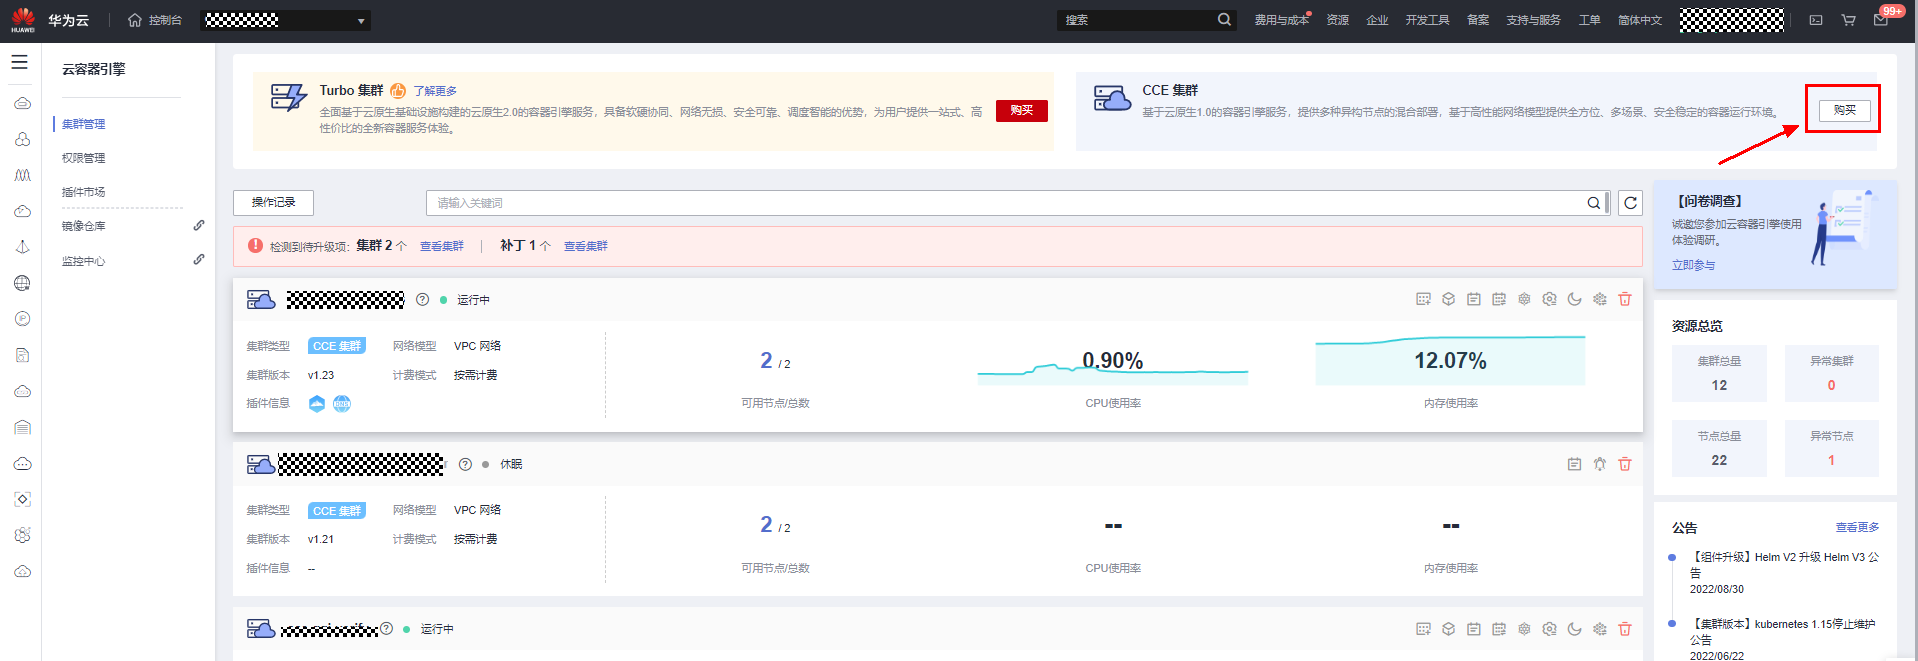 HUAWEI
华为云
控制台
搜索
费用与成本
资源
企业
开发工具
备案
支持与服务
工单
简体中文
99+
云容器引擎
集群管理
权限管理
插件市场
镜像仓库
监控中心
Turbo 集群
了解更多
全面基于云原生基础设施构建的云原生2.0的容器引擎服务，具备软硬协同、网络无损、安全可靠、调度智能的优势，为用户提供一站式、高
性价比的全新容器服务体验。
购买
CCE 集群
基于云原生1.0的容器引擎服务，提供多种异构节点的混合部署，基于高性能网络模型提供全方位、多场景、安全稳定的容器运行环境。
购买
操作记录
请输入关键词
检测到待升级项: 集群 2 个 查看集群 | 补丁 1 个 查看集群
运行中
集群类型 CCE 集群 网络模型 VPC 网络
集群版本 v1.23 计费模式 按需计费
插件信息
DNS
2 / 2
可用节点/总数
0.90%
CPU使用率
12.07%
内存使用率
休眠
集群类型 CCE 集群 网络模型 VPC 网络
集群版本 v1.21 计费模式 按需计费
插件信息 --
2 / 2
可用节点/总数
--
CPU使用率
--
内存使用率
运行中
【问卷调查】
诚邀您参加云容器引擎使用
体验调研。
立即参与
资源总览
集群总量
12
异常集群
0
节点总量
22
异常节点
1
公告
查看更多
【组件升级】Helm V2 升级 Helm V3 公
告
2022/08/30
【集群版本】kubernetes 1.15停止维护
公告
2022/06/22